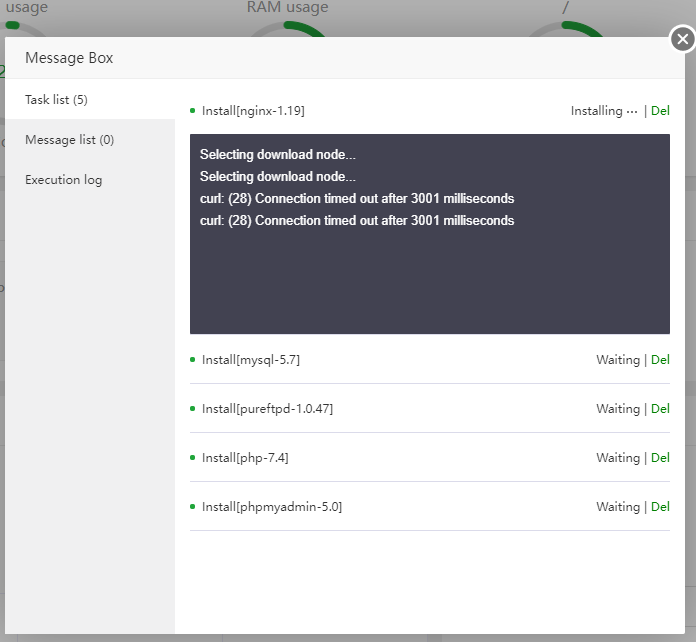 usage
RAM usage
/
Message Box
Task list (5)
Message list (0)
Execution log
Install[nginx-1.19]
Installing ··· | Del
Selecting download node...
Selecting download node...
curl: (28) Connection timed out after 3001 milliseconds
curl: (28) Connection timed out after 3001 milliseconds
Install[mysql-5.7]
Waiting | Del
Install[pureftpd-1.0.47]
Waiting | Del
Install[php-7.4]
Waiting | Del
Install[phpmyadmin-5.0]
Waiting | Del